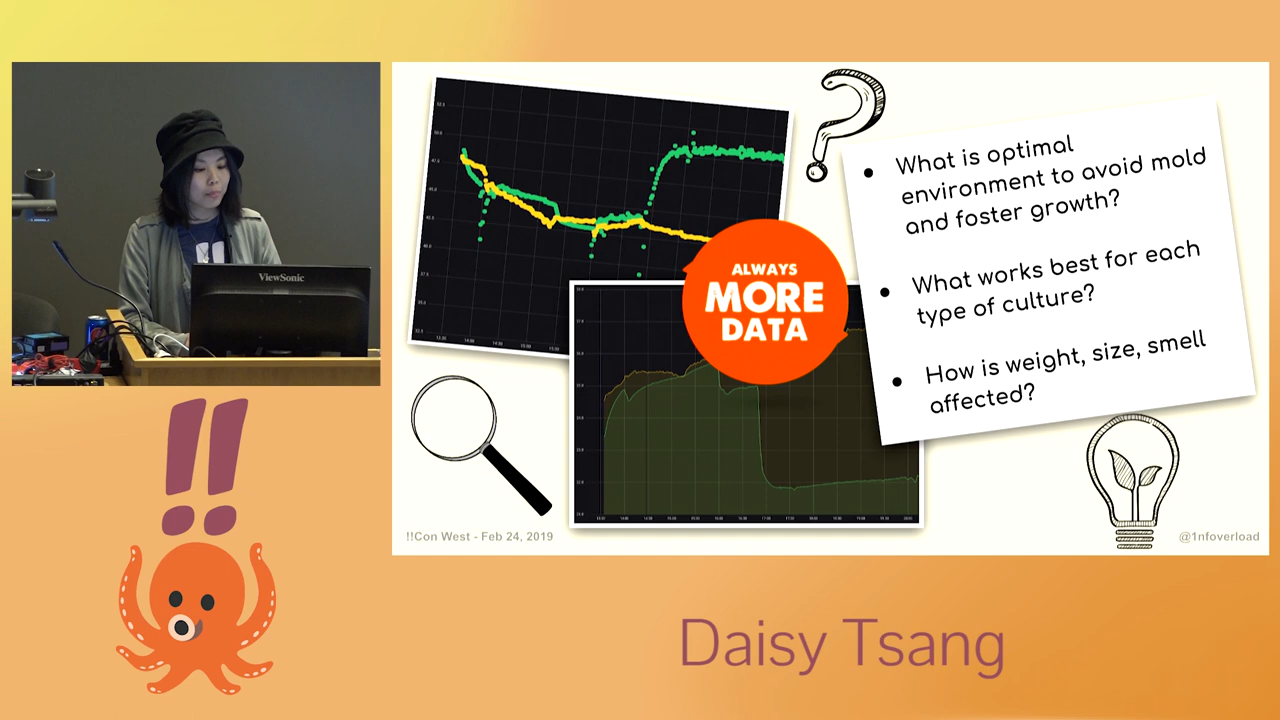 ViewSonic
ALWAYS
MORE
DATA
What is optimal
environment to avoid mold
and foster growth?
What works best for each
type of culture?
How is weight, size, smell
affected?
!!Con West - Feb 24, 2019
@1nfoverload
!!
Daisy Tsang